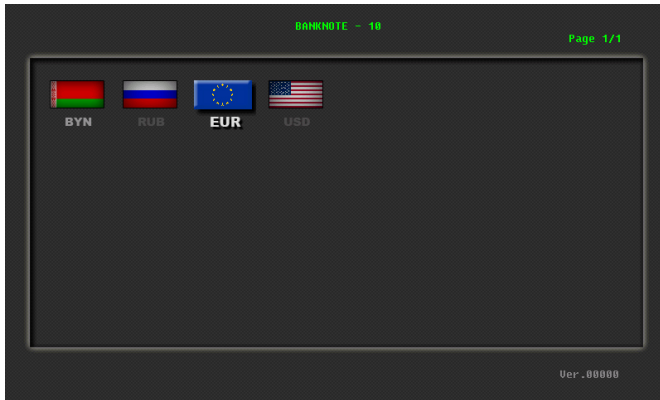 BANKNOTE - 10
Page 1/1
BYN
RUB
EUR
USD
Ver.00000